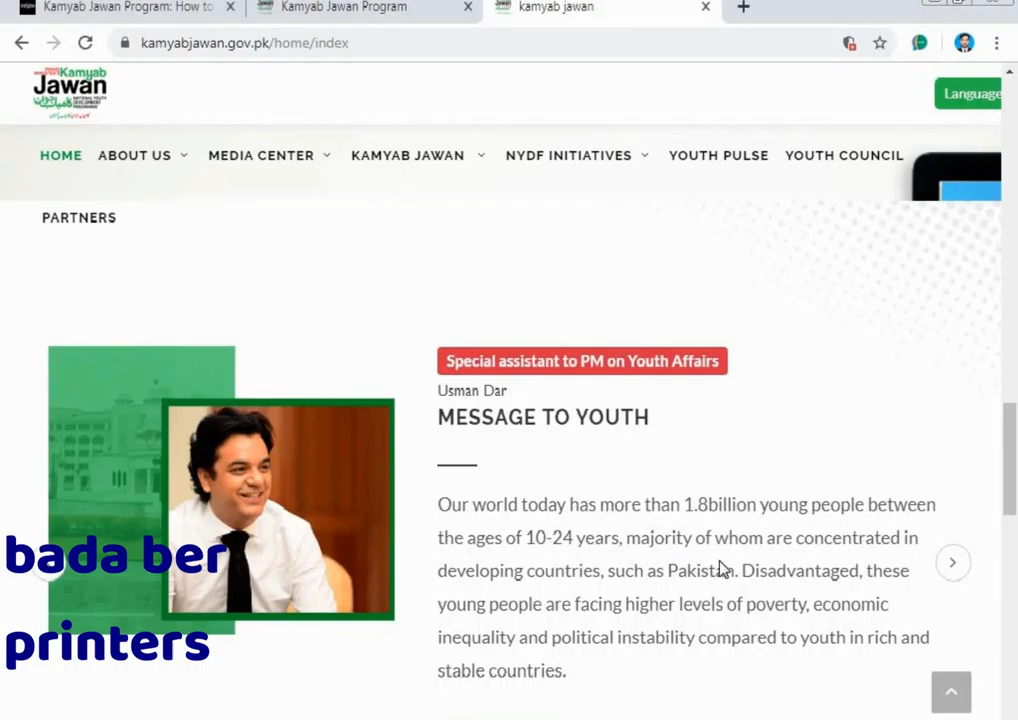 Kamyab Jawan Program: How to
Kamyab Jawan Program
kamyab jawan
kamyabjawan.gov.pk/home/index
Kamyab
Jawan
Language
HOME ABOUT US MEDIA CENTER KAMYAB JAWAN NYDF INITIATIVES YOUTH PULSE YOUTH COUNCIL
PARTNERS
Special assistant to PM on Youth Affairs
Usman Dar
MESSAGE TO YOUTH
Our world today has more than 1.8billion young people between
the ages of 10-24 years, majority of whom are concentrated in
developing countries, such as Pakistan. Disadvantaged, these
young people are facing higher levels of poverty, economic
inequality and political instability compared to youth in rich and
stable countries.
bada ber
printers